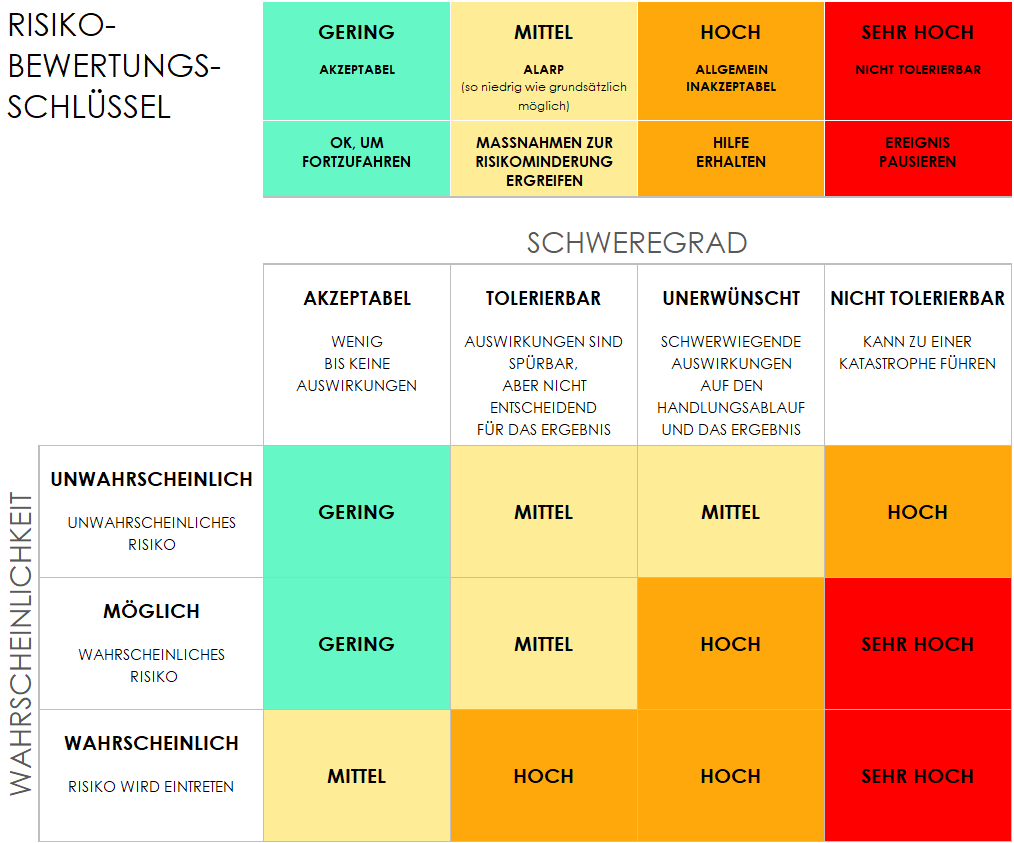 RISIKO-
BEWERTUNGS-
SCHLÜSSEL
GERING
AKZEPTABEL
MITTEL
ALARP
(so niedrig wie grundsätzlich
möglich)
HOCH
ALLGEMEIN
INAKZEPTABEL
SEHR HOCH
NICHT TOLERIERBAR
OK, UM
FORTZUFAHREN
MASSNAHMEN ZUR
RISIKOMINDERUNG
ERGREIFEN
HILFE
ERHALTEN
EREIGNIS
PAUSIEREN
SCHWEREGRAD
AKZEPTABEL
WENIG
BIS KEINE
AUSWIRKUNGEN
TOLERIERBAR
AUSWIRKUNGEN SIND
SPÜRBAR,
ABER NICHT
ENTSCHEIDEND
FÜR DAS ERGEBNIS
UNERWÜNSCHT
SCHWERWIEGENDE
AUSWIRKUNGEN
AUF DEN
HANDLUNGSABLAUF
UND DAS ERGEBNIS
NICHT TOLERIERBAR
KANN ZU EINER
KATASTROPHE FÜHREN
WAHRSCHEINLICHKEIT
UNWAHRSCHEINLICH
UNWAHRSCHEINLICHES
RISIKO
GERING
MITTEL
MITTEL
HOCH
MÖGLICH
WAHRSCHEINLICHES
RISIKO
GERING
MITTEL
HOCH
SEHR HOCH
WAHRSCHEINLICH
RISIKO WIRD EINTRETEN
MITTEL
HOCH
HOCH
SEHR HOCH